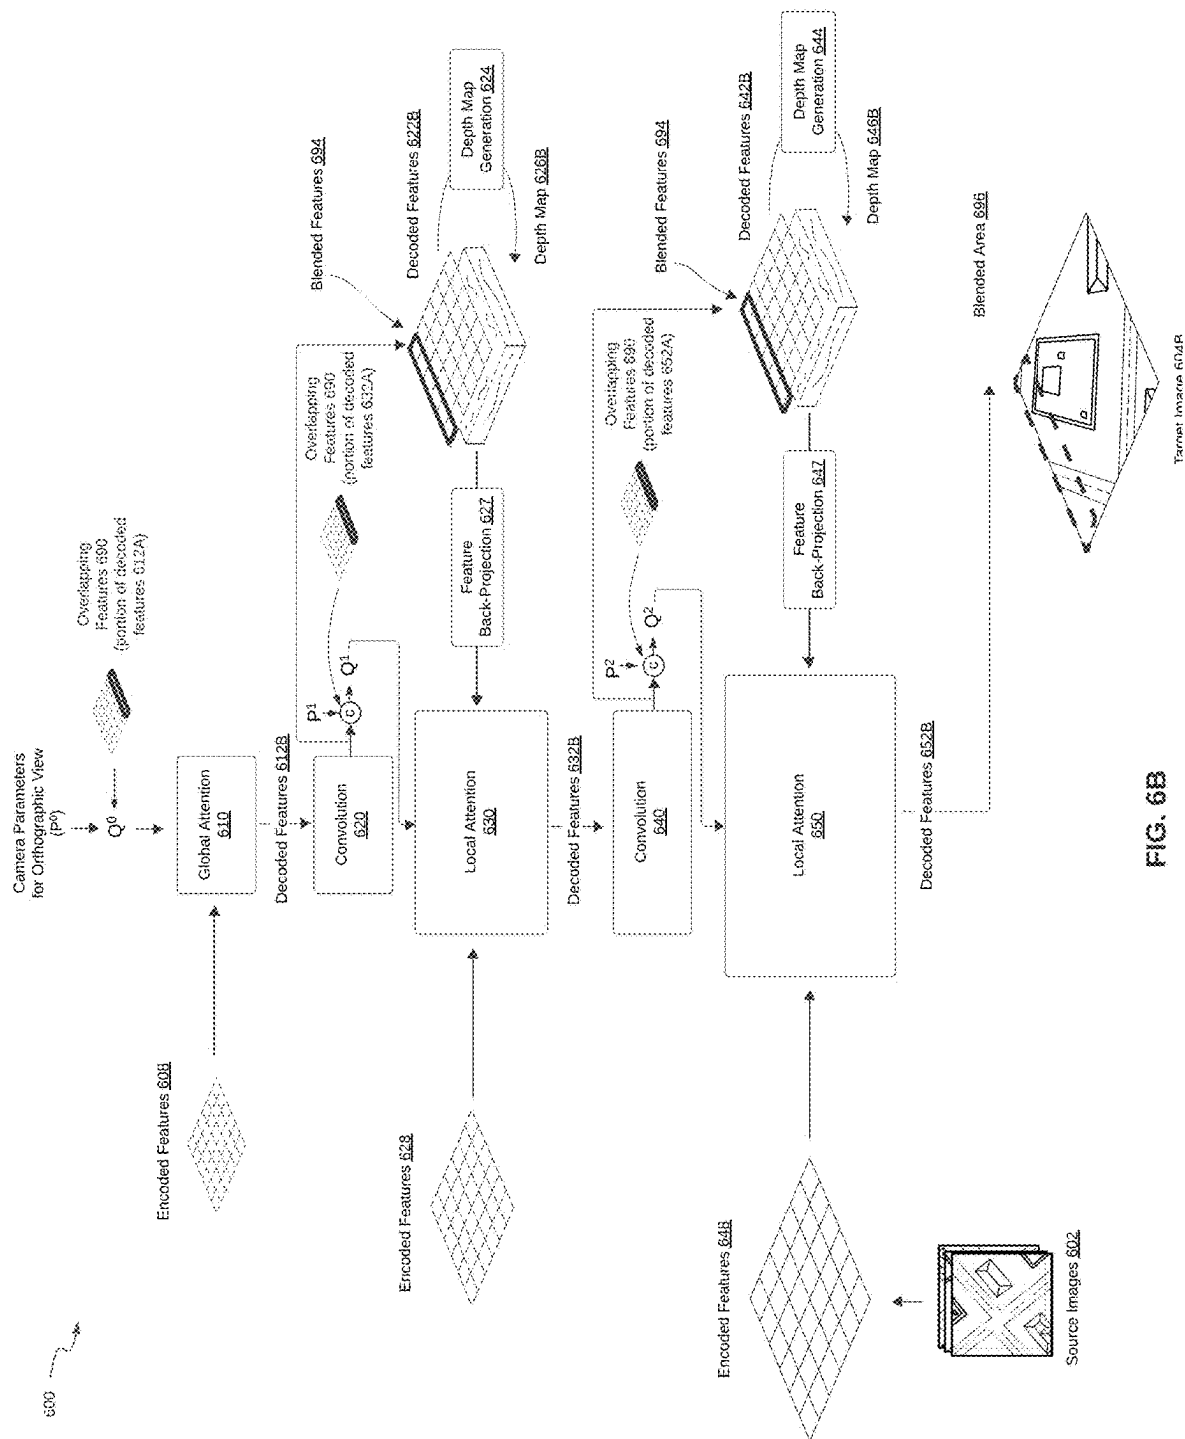 600
Camera Parameters
for Orthographic View
(P⁰)
Q⁰
Overlapping
Features 690
(portion of decoded
features 612A)
Encoded Features 608
Global Attention
610
Decoded Features 612B
Convolution
620
P¹
c
Q¹
Overlapping
Features 690
(portion of decoded
features 632A)
Blended Features 694
Decoded Features 622B
Depth Map
Generation 624
Depth Map 626B
Feature
Back-Projection 627
Encoded Features 628
Local Attention
630
Decoded Features 632B
Convolution
640
P²
c
Q²
Overlapping
Features 690
(portion of decoded
features 652A)
Blended Features 694
Decoded Features 642B
Depth Map
Generation 644
Depth Map 646B
Feature
Back-Projection 647
Encoded Features 648
Local Attention
650
Decoded Features 652B
Source Images 602
Blended Area 696
Target Image 604B
FIG. 6B